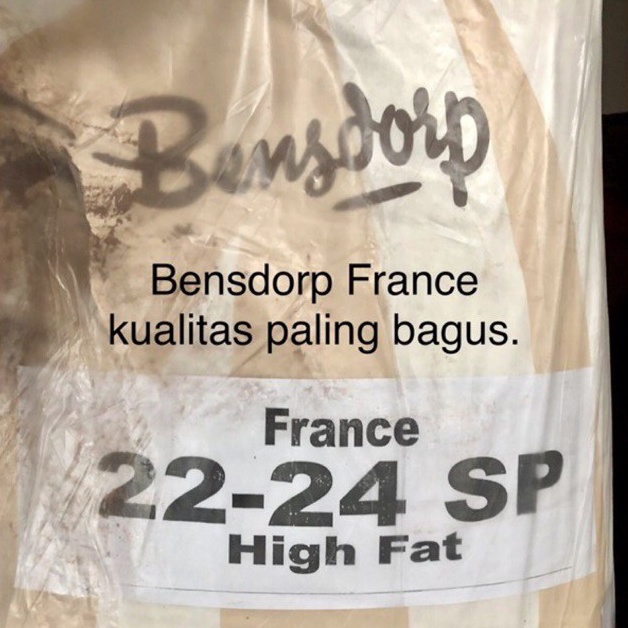 Bensdorp
Bensdorp France
kualitas paling bagus.
France
22-24 SP
High Fat